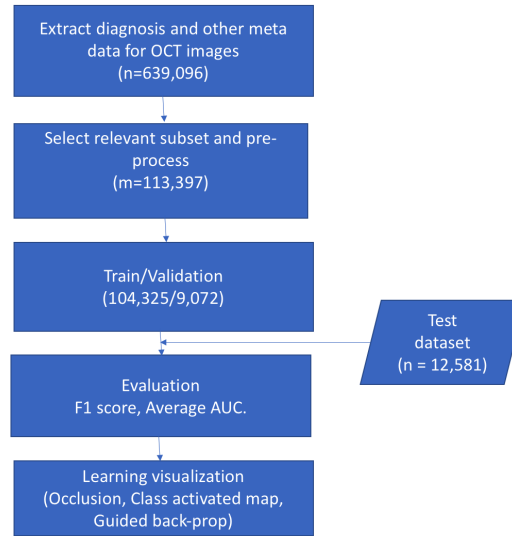 Extract diagnosis and other meta
data for OCT images
(n=639,096)
Select relevant subset and pre-
process
(m=113,397)
Train/Validation
(104,325/9,072)
Test
dataset
(n = 12,581)
Evaluation
F1 score, Average AUC.
Learning visualization
(Occlusion, Class activated map,
Guided back-prop)